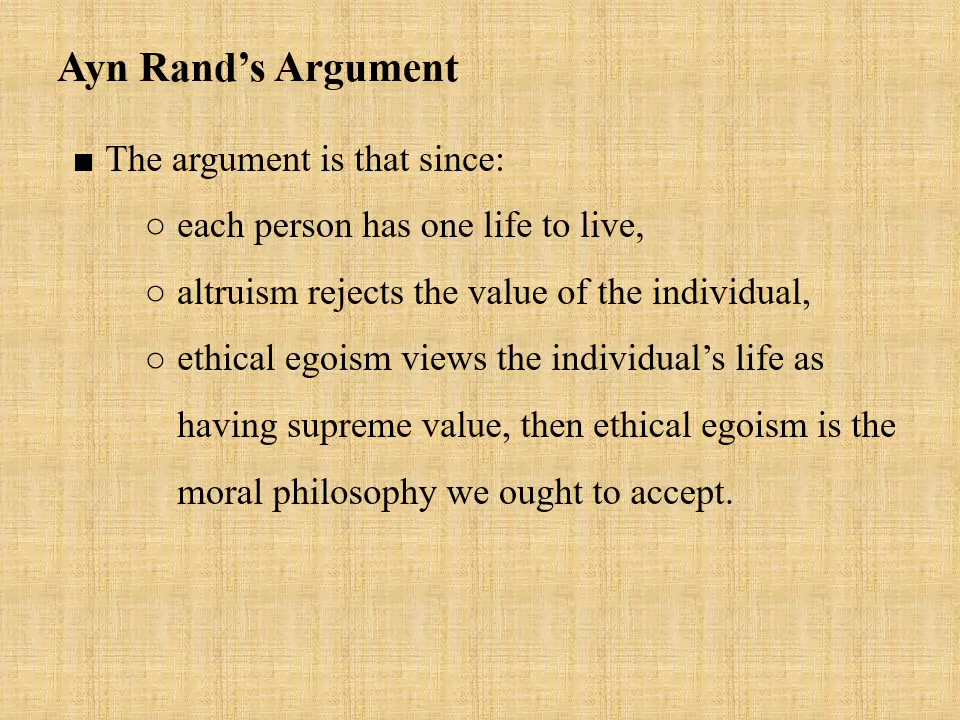 Ayn Rand’s Argument
■ The argument is that since:
○ each person has one life to live,
○ altruism rejects the value of the individual,
○ ethical egoism views the individual’s life as
having supreme value, then ethical egoism is the
moral philosophy we ought to accept.